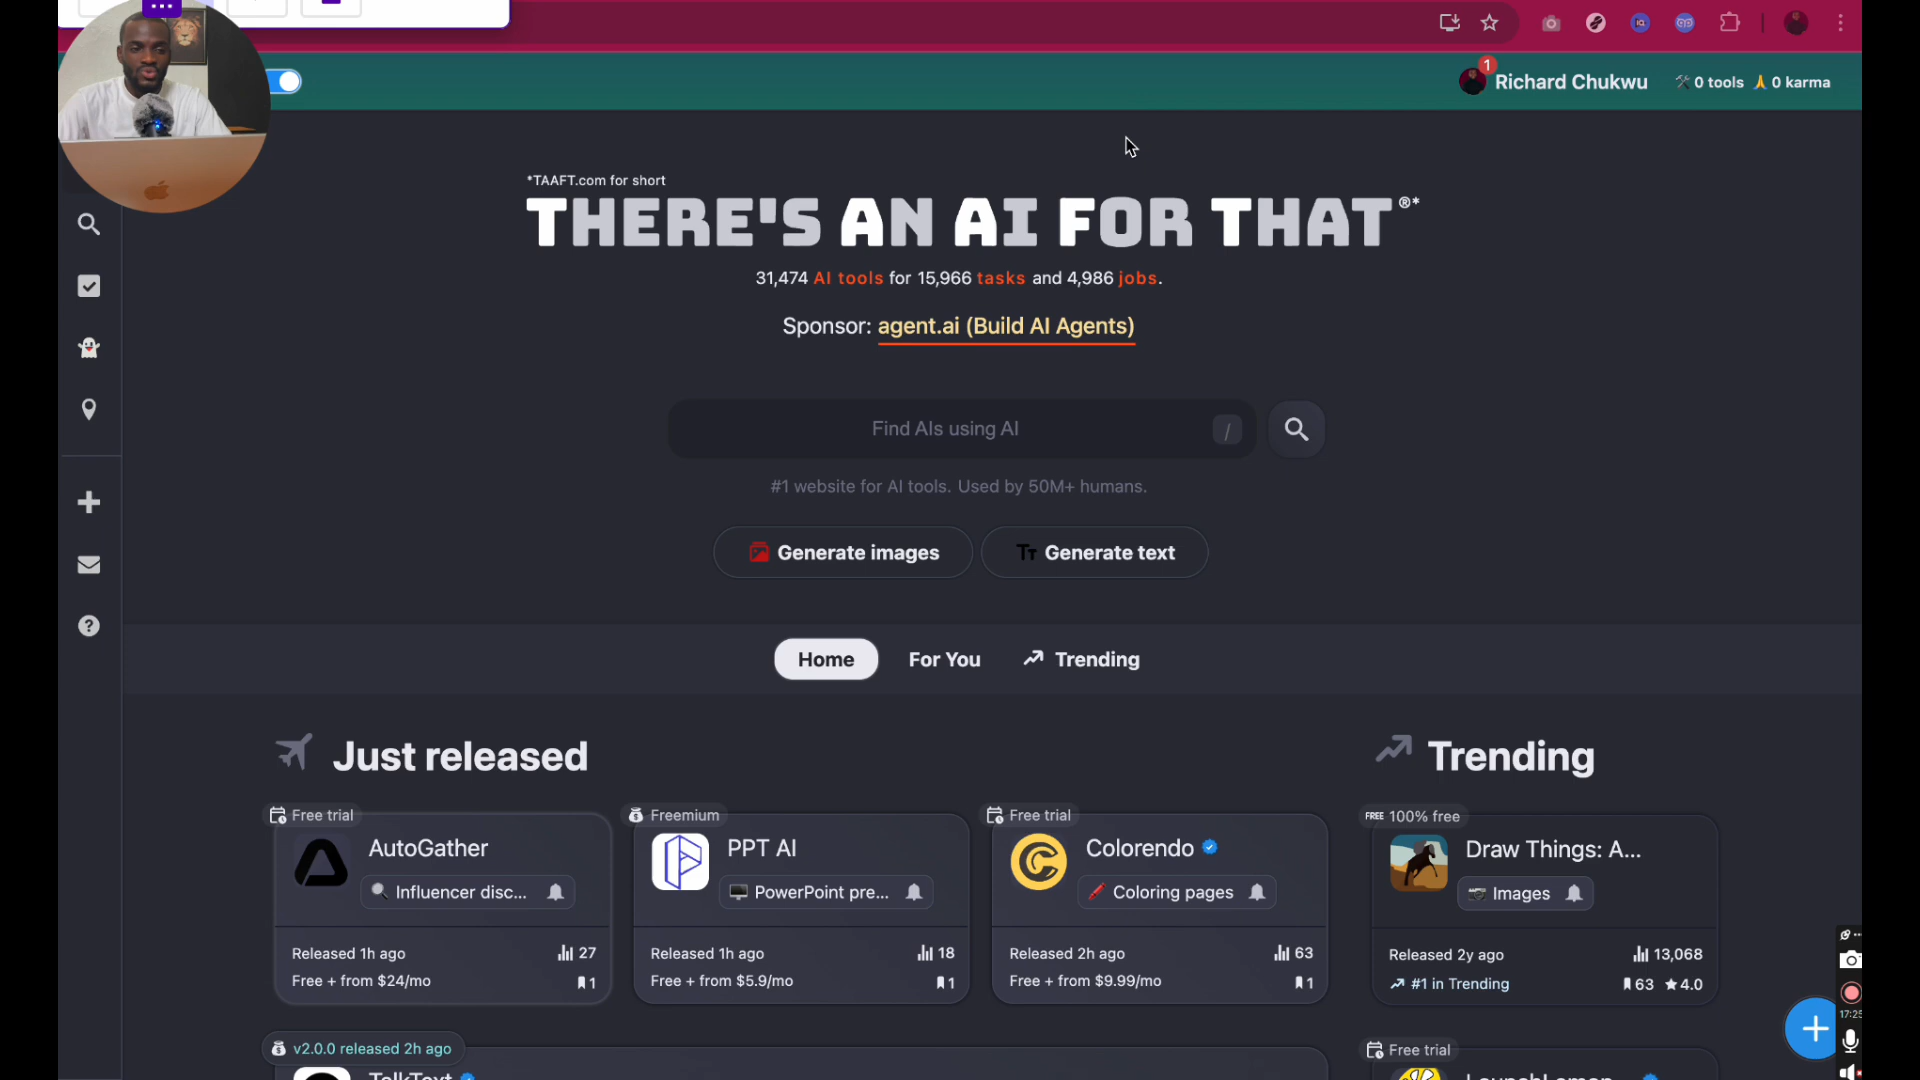 1
Richard Chukwu
0 tools
0 karma
*TAAFT.com for short
THERE'S AN AI FOR THAT®*
31,474 AI tools for 15,966 tasks and 4,986 jobs.
Sponsor: agent.ai (Build AI Agents)
Find AIs using AI
/
#1 website for AI tools. Used by 50M+ humans.
Generate images
Generate text
Home
For You
Trending
Just released
Trending
Free trial
AutoGather
Influencer disc...
Released 1h ago
27
Free + from $24/mo
1
Freemium
PPT AI
PowerPoint pre...
Released 1h ago
18
Free + from $5.9/mo
1
Free trial
Colorendo
Coloring pages
Released 2h ago
63
Free + from $9.99/mo
1
FREE 100% free
Draw Things: A...
Images
Released 2y ago
13,068
#1 in Trending
63 4.0
17:25
v2.0.0 released 2h ago
TalkText
Free trial